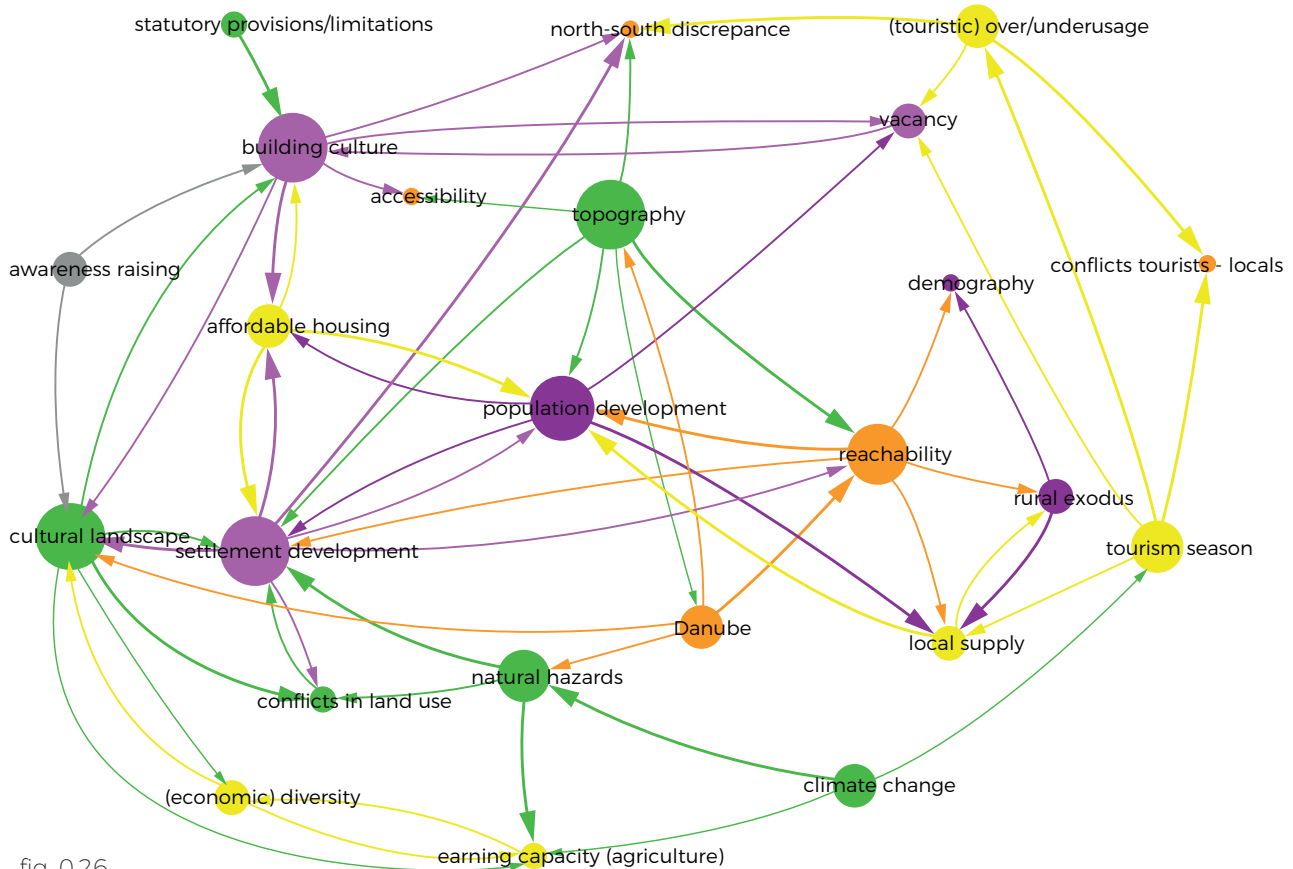 statutory provisions/limitations
north-south discrepance
(touristic) over/underusage
vacancy
building culture
accessibility
topography
awareness raising
conflicts tourists - locals
demography
affordable housing
population development
reachability
rural exodus
cultural landscape
settlement development
tourism season
Danube
local supply
natural hazards
conflicts in land use
climate change
(economic) diversity
earning capacity (agriculture)
fig. 0.26